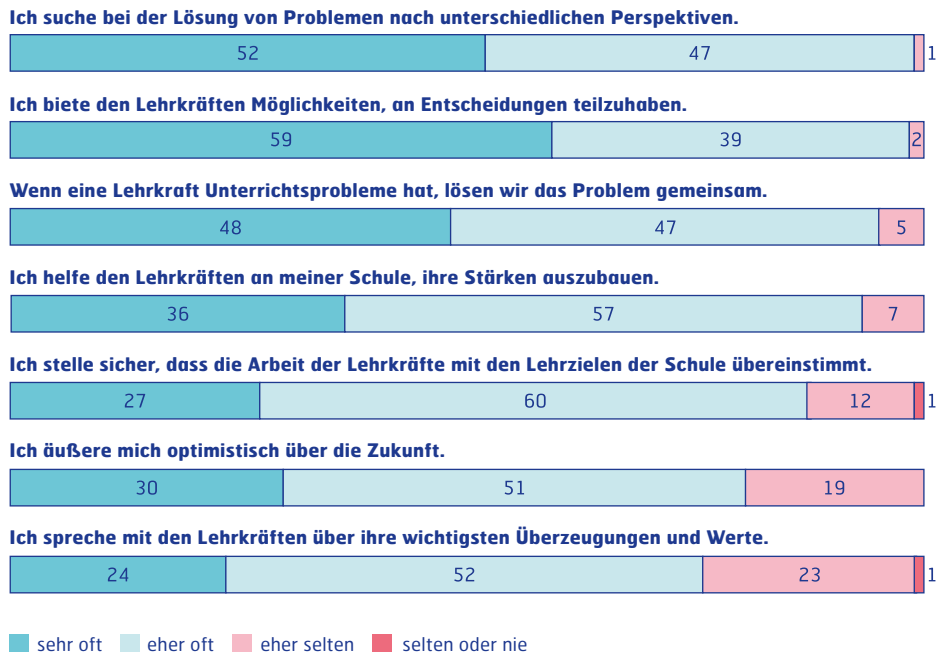 Ich suche bei der Lösung von Problemen nach unterschiedlichen Perspektiven.
52 47 1
Ich biete den Lehrkräften Möglichkeiten, an Entscheidungen teilzuhaben.
59 39 2
Wenn eine Lehrkraft Unterrichtsprobleme hat, lösen wir das Problem gemeinsam.
48 47 5
Ich helfe den Lehrkräften an meiner Schule, ihre Stärken auszubauen.
36 57 7
Ich stelle sicher, dass die Arbeit der Lehrkräfte mit den Lehrzielen der Schule übereinstimmt.
27 60 12 1
Ich äußere mich optimistisch über die Zukunft.
30 51 19
Ich spreche mit den Lehrkräften über ihre wichtigsten Überzeugungen und Werte.
24 52 23 1
sehr oft eher oft eher selten selten oder nie